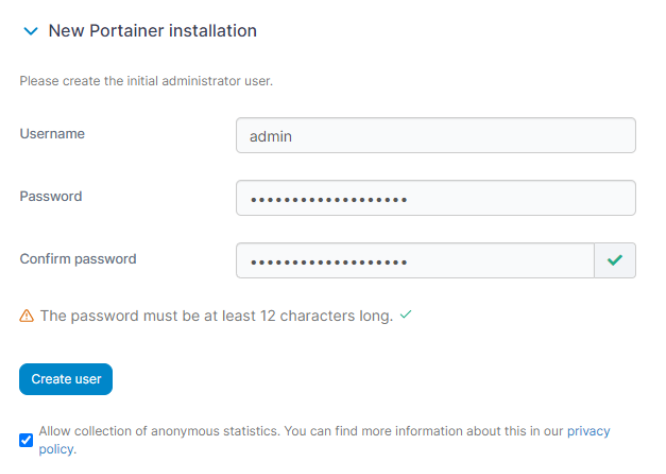 New Portainer installation
Please create the initial administrator user.
Username
admin
Password
•••••••••••••••••••
Confirm password
•••••••••••••••••••
The password must be at least 12 characters long.
Create user
Allow collection of anonymous statistics. You can find more information about this in our privacy
policy.